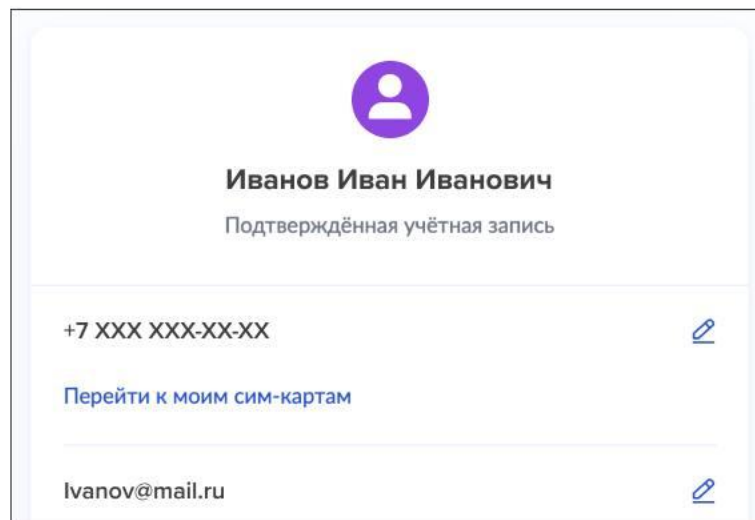 Иванов Иван Иванович
Подтверждённая учётная запись
+7 XXX XXX-XX-XX
Перейти к моим сим-картам
Ivanov@mail.ru